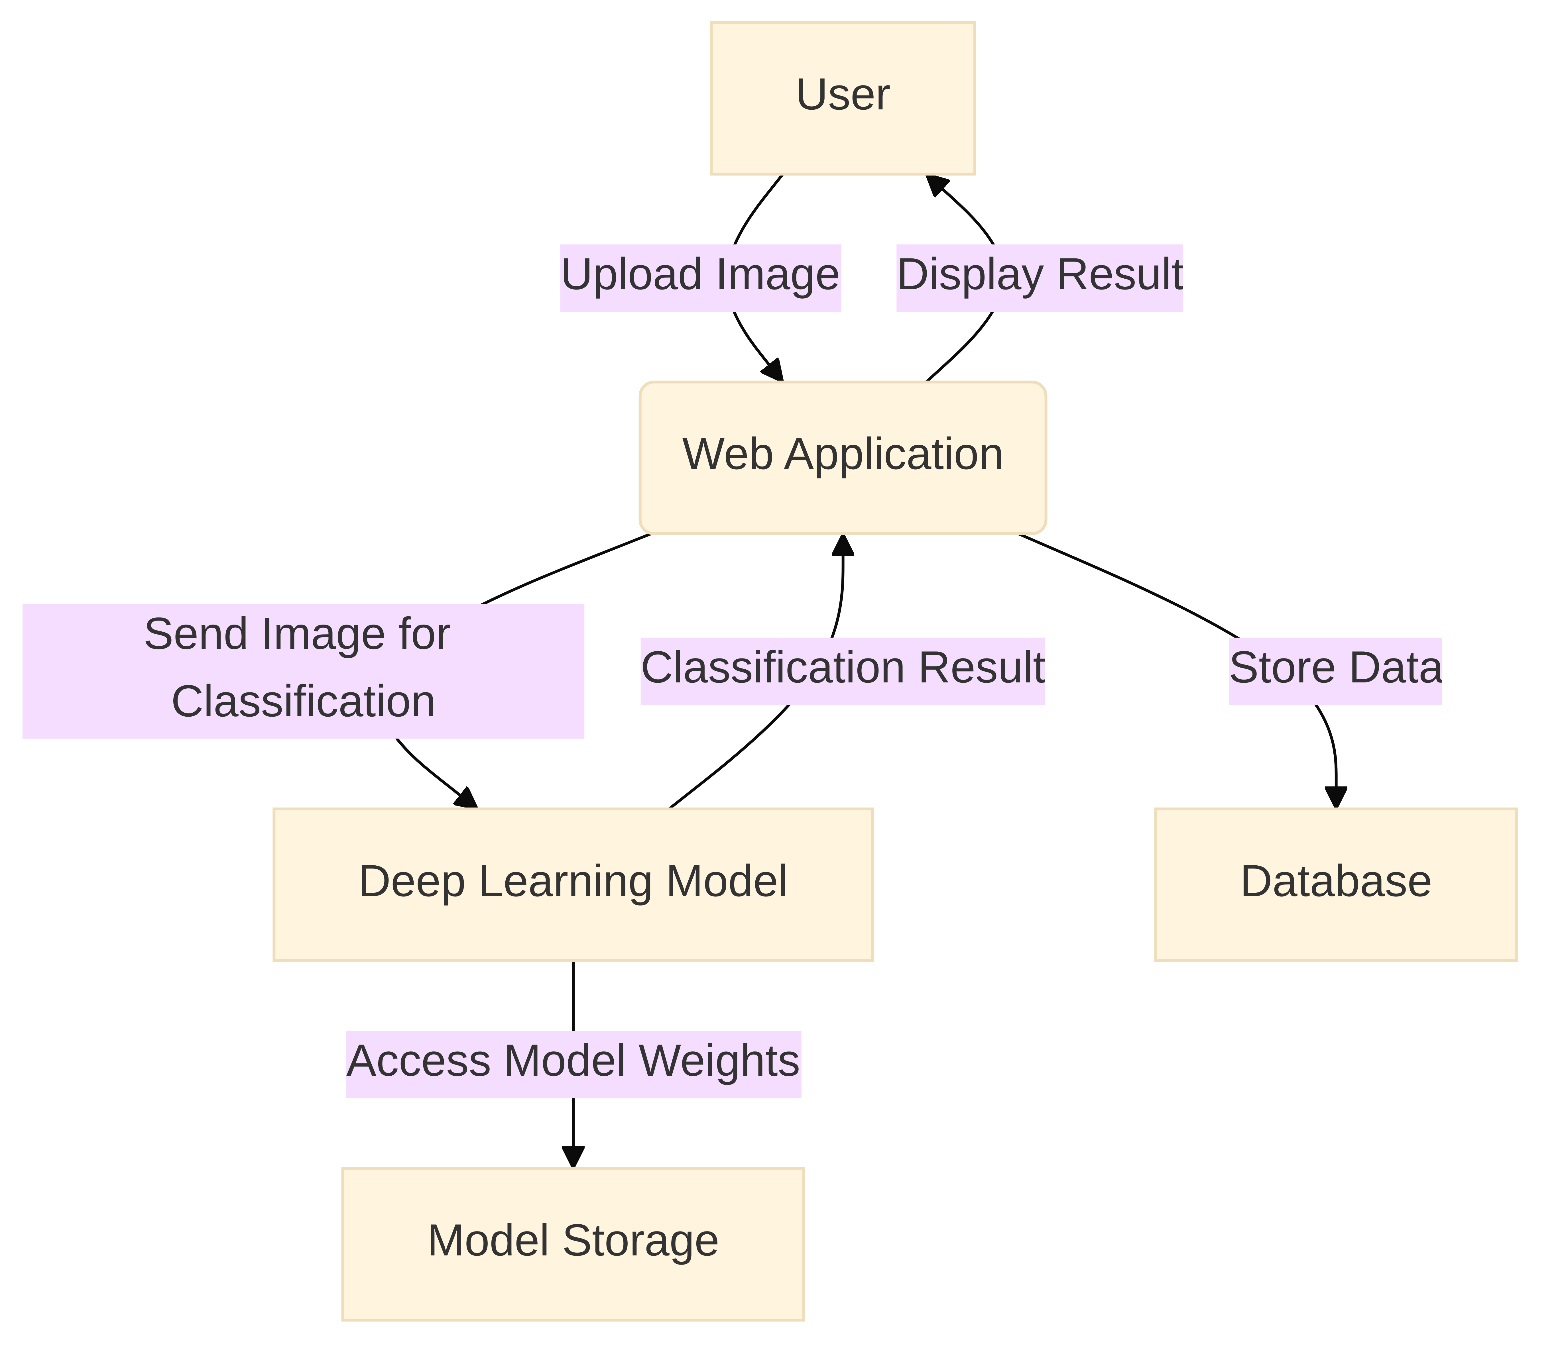 User
Upload Image
Display Result
Web Application
Send Image for
Classification
Classification Result
Store Data
Deep Learning Model
Database
Access Model Weights
Model Storage